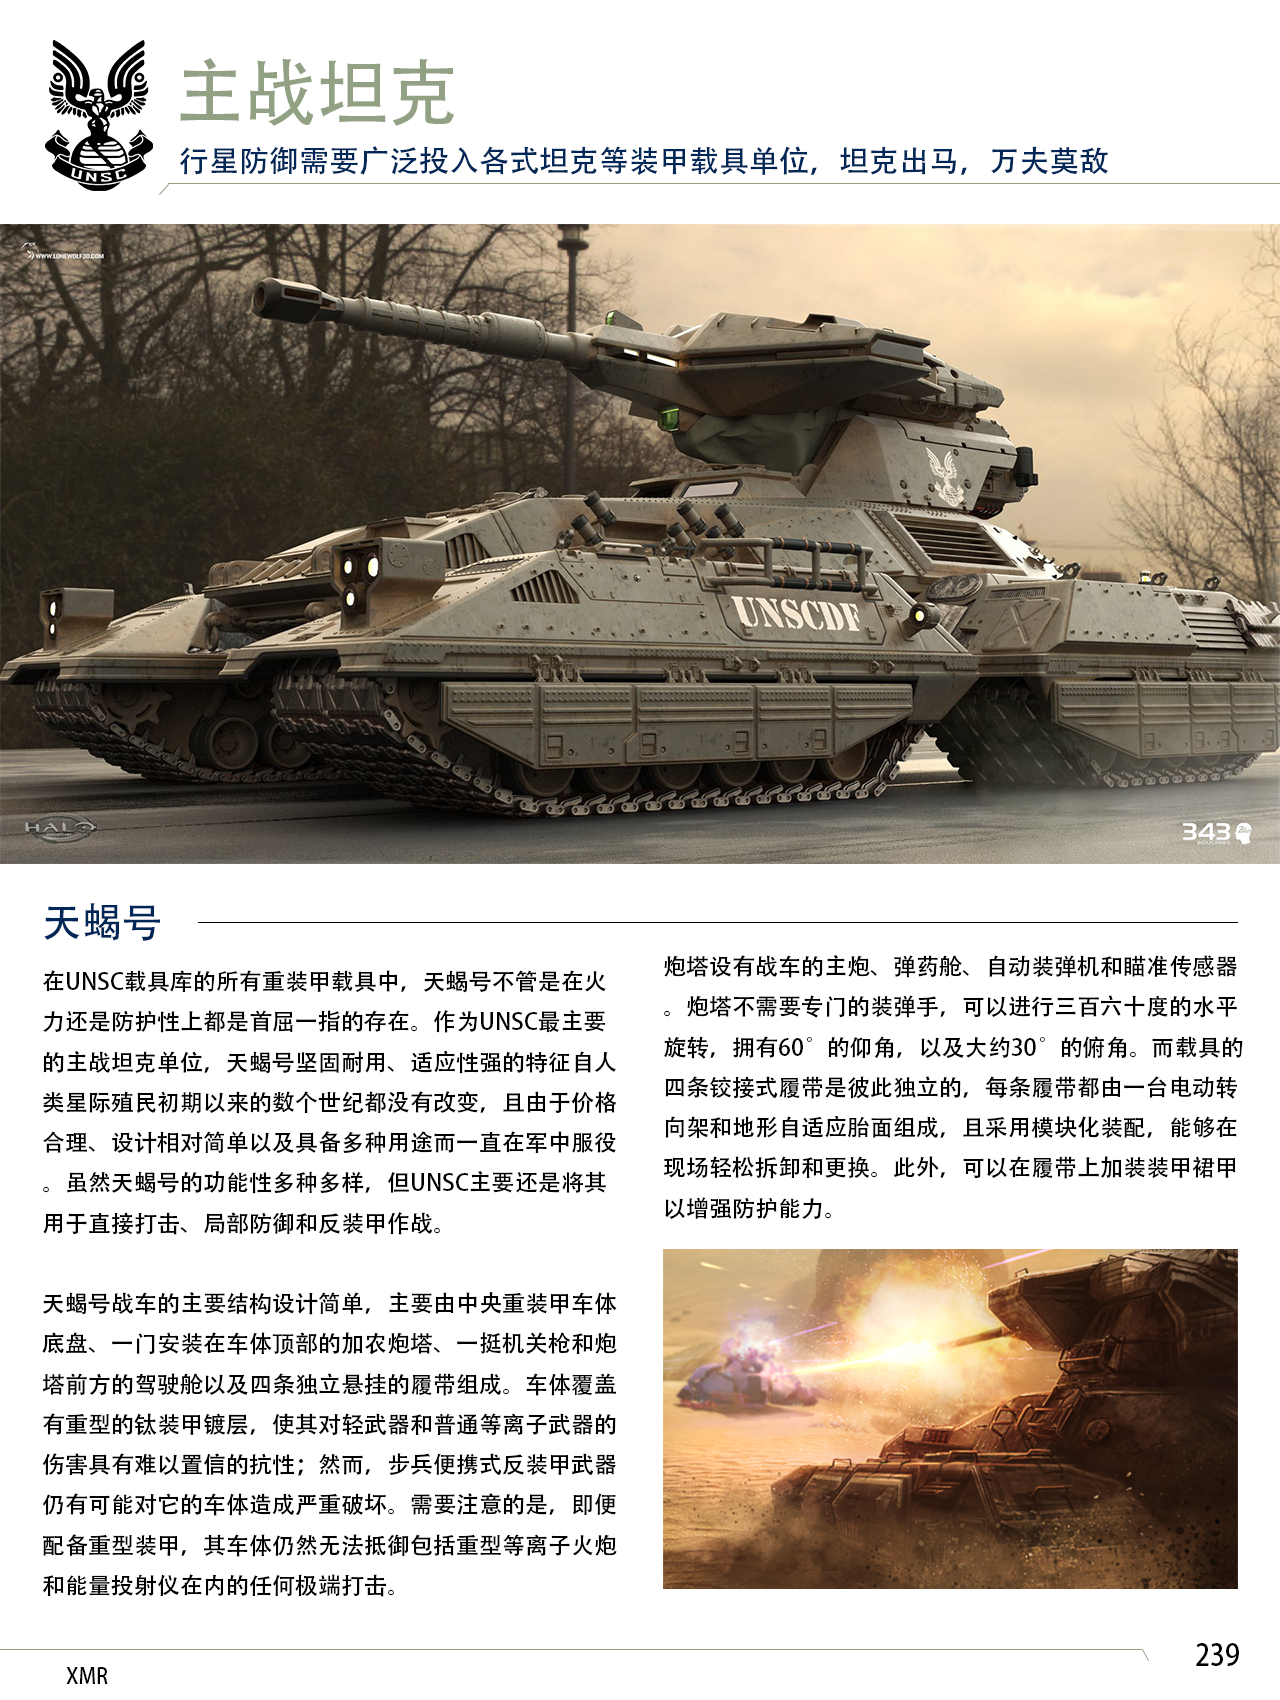 UNSC
主战坦克
行星防御需要广泛投入各式坦克等装甲载具单位，坦克出马，万夫莫敌
WWW.LONEWOLF3D.COM
UNSCDF
HALO
343
INDUSTRIES
天蝎号
在UNSC载具库的所有重装甲载具中，天蝎号不管是在火
力还是防护性上都是首屈一指的存在。作为UNSC最主要
的主战坦克单位，天蝎号坚固耐用、适应性强的特征自人
类星际殖民初期以来的数个世纪都没有改变，且由于价格
合理、设计相对简单以及具备多种用途而一直在军中服役
。虽然天蝎号的功能性多种多样，但UNSC主要还是将其
用于直接打击、局部防御和反装甲作战。
天蝎号战车的主要结构设计简单，主要由中央重装甲车体
底盘、一门安装在车体顶部的加农炮塔、一挺机关枪和炮
塔前方的驾驶舱以及四条独立悬挂的履带组成。车体覆盖
有重型的钛装甲镀层，使其对轻武器和普通等离子武器的
伤害具有难以置信的抗性；然而，步兵便携式反装甲武器
仍有可能对它的车体造成严重破坏。需要注意的是，即便
配备重型装甲，其车体仍然无法抵御包括重型等离子火炮
和能量投射仪在内的任何极端打击。
炮塔设有战车的主炮、弹药舱、自动装弹机和瞄准传感器
。炮塔不需要专门的装弹手，可以进行三百六十度的水平
旋转，拥有60°的仰角，以及大约30°的俯角。而载具的
四条铰接式履带是彼此独立的，每条履带都由一台电动转
向架和地形自适应胎面组成，且采用模块化装配，能够在
现场轻松拆卸和更换。此外，可以在履带上加装装甲裙甲
以增强防护能力。
239
XMR